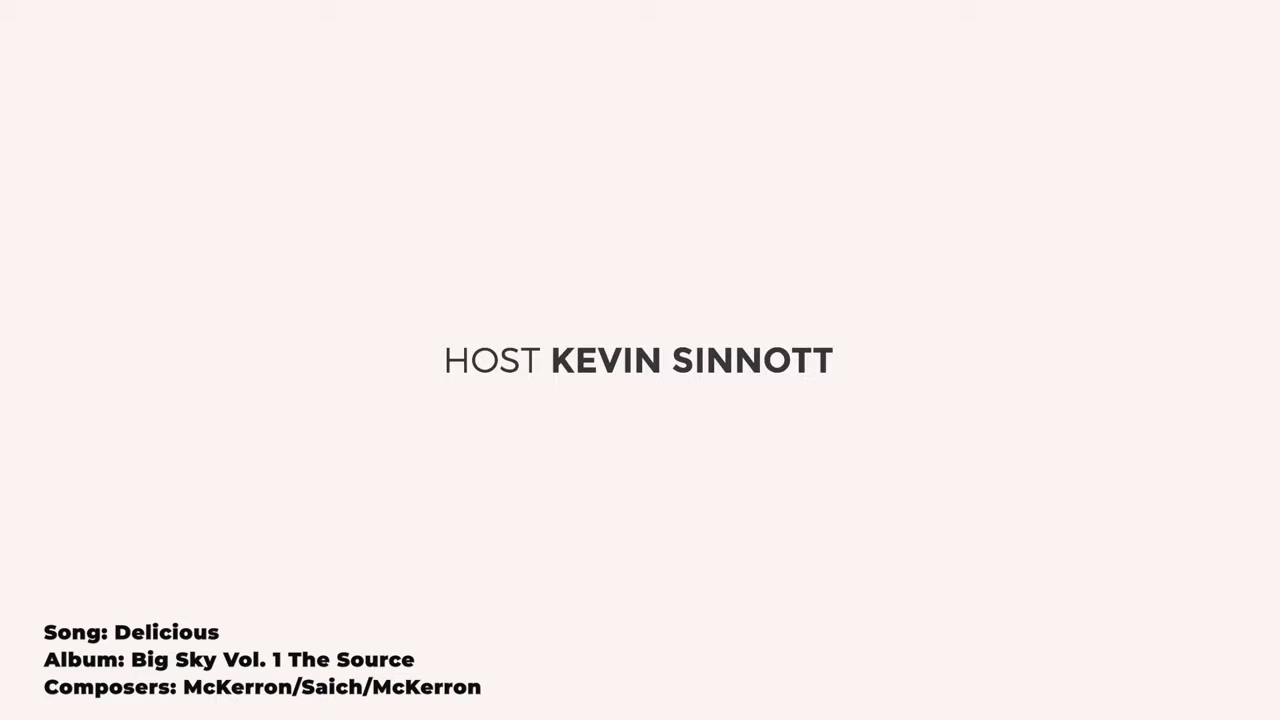 HOST KEVIN SINNOTT
Song: Delicious
Album: Big Sky Vol. 1 The Source
Composers: McKerron/Saich/McKerron